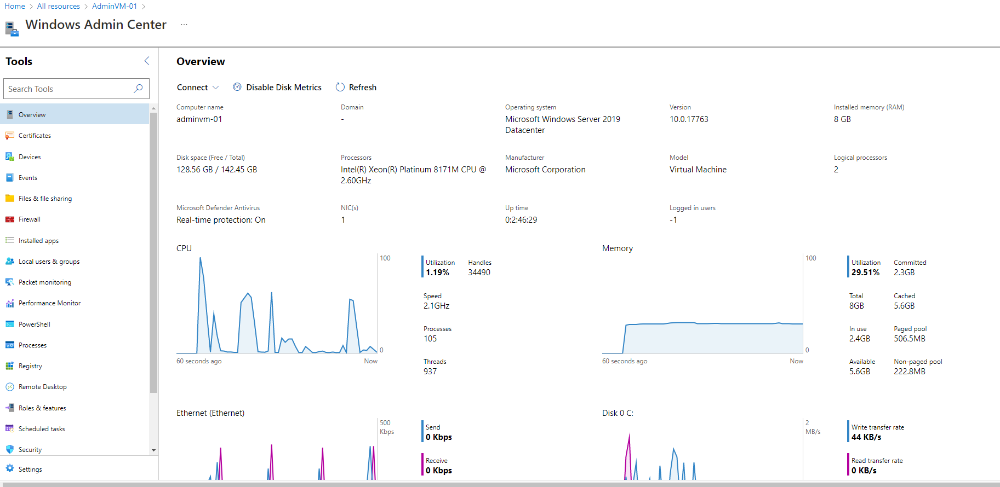 Home > All resources > AdminVM-01 >
Windows Admin Center ...
Tools
Search Tools
Overview
Certificates
Devices
Events
Files & file sharing
Firewall
Installed apps
Local users & groups
Packet monitoring
Performance Monitor
PowerShell
Processes
Registry
Remote Desktop
Roles & features
Scheduled tasks
Security
Settings
Overview
Connect Disable Disk Metrics Refresh
Computer name
adminvm-01
Domain
-
Operating system
Microsoft Windows Server 2019
Datacenter
Version
10.0.17763
Installed memory (RAM)
8 GB
Disk space (Free / Total)
128.56 GB / 142.45 GB
Processors
Intel(R) Xeon(R) Platinum 8171M CPU @
2.60GHz
Manufacturer
Microsoft Corporation
Model
Virtual Machine
Logical processors
2
Microsoft Defender Antivirus
Real-time protection: On
NIC(s)
1
Up time
0:2:46:29
Logged in users
-1
CPU
100
0
60 seconds ago Now
Utilization
1.19%
Handles
34490
Speed
2.1GHz
Processes
105
Threads
937
Memory
100
0
60 seconds ago Now
Utilization
29.51%
Committed
2.3GB
Total
8GB
Cached
5.6GB
In use
2.4GB
Paged pool
506.5MB
Available
5.6GB
Non-paged pool
222.8MB
Ethernet (Ethernet)
500
Kbps
Send
0 Kbps
Receive
0 Kbps
Disk 0 C:
2
MB/s
Write transfer rate
44 KB/s
Read transfer rate
0 KB/s